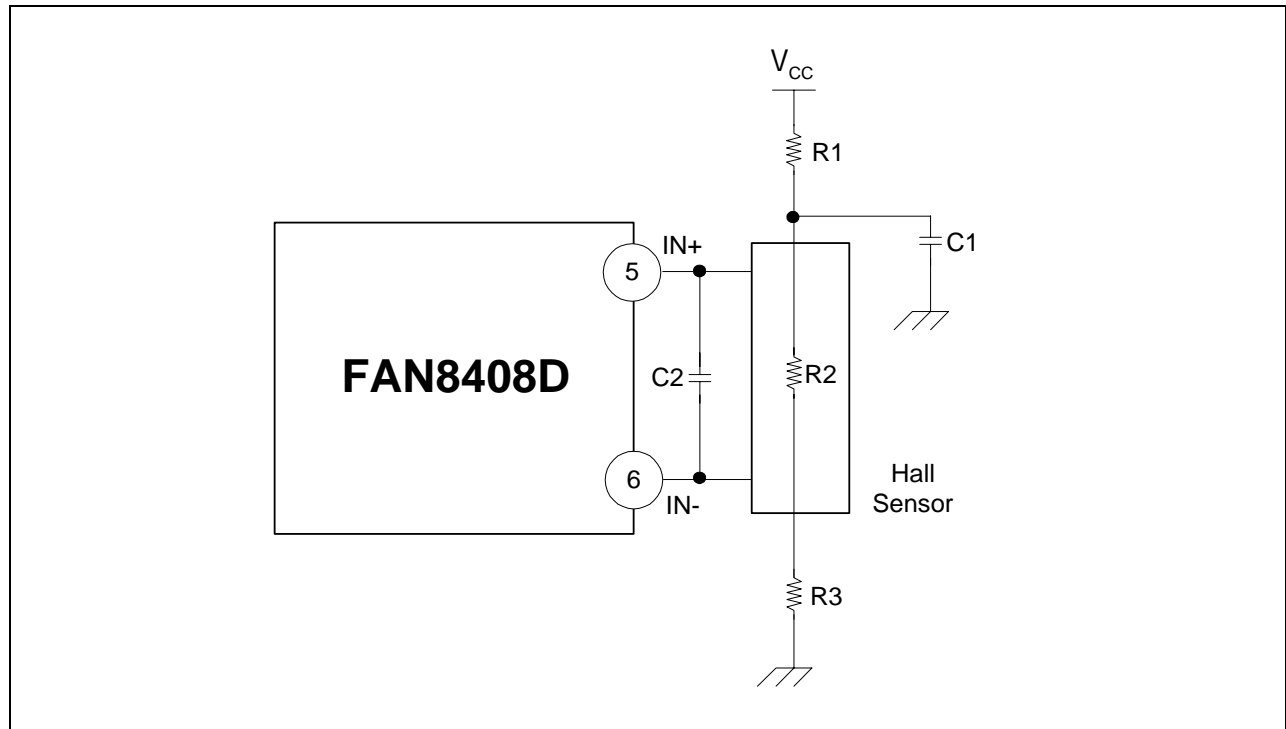 V_CC
R1
C1
IN+
5
FAN8408D
C2
R2
6
IN-
Hall
Sensor
R3